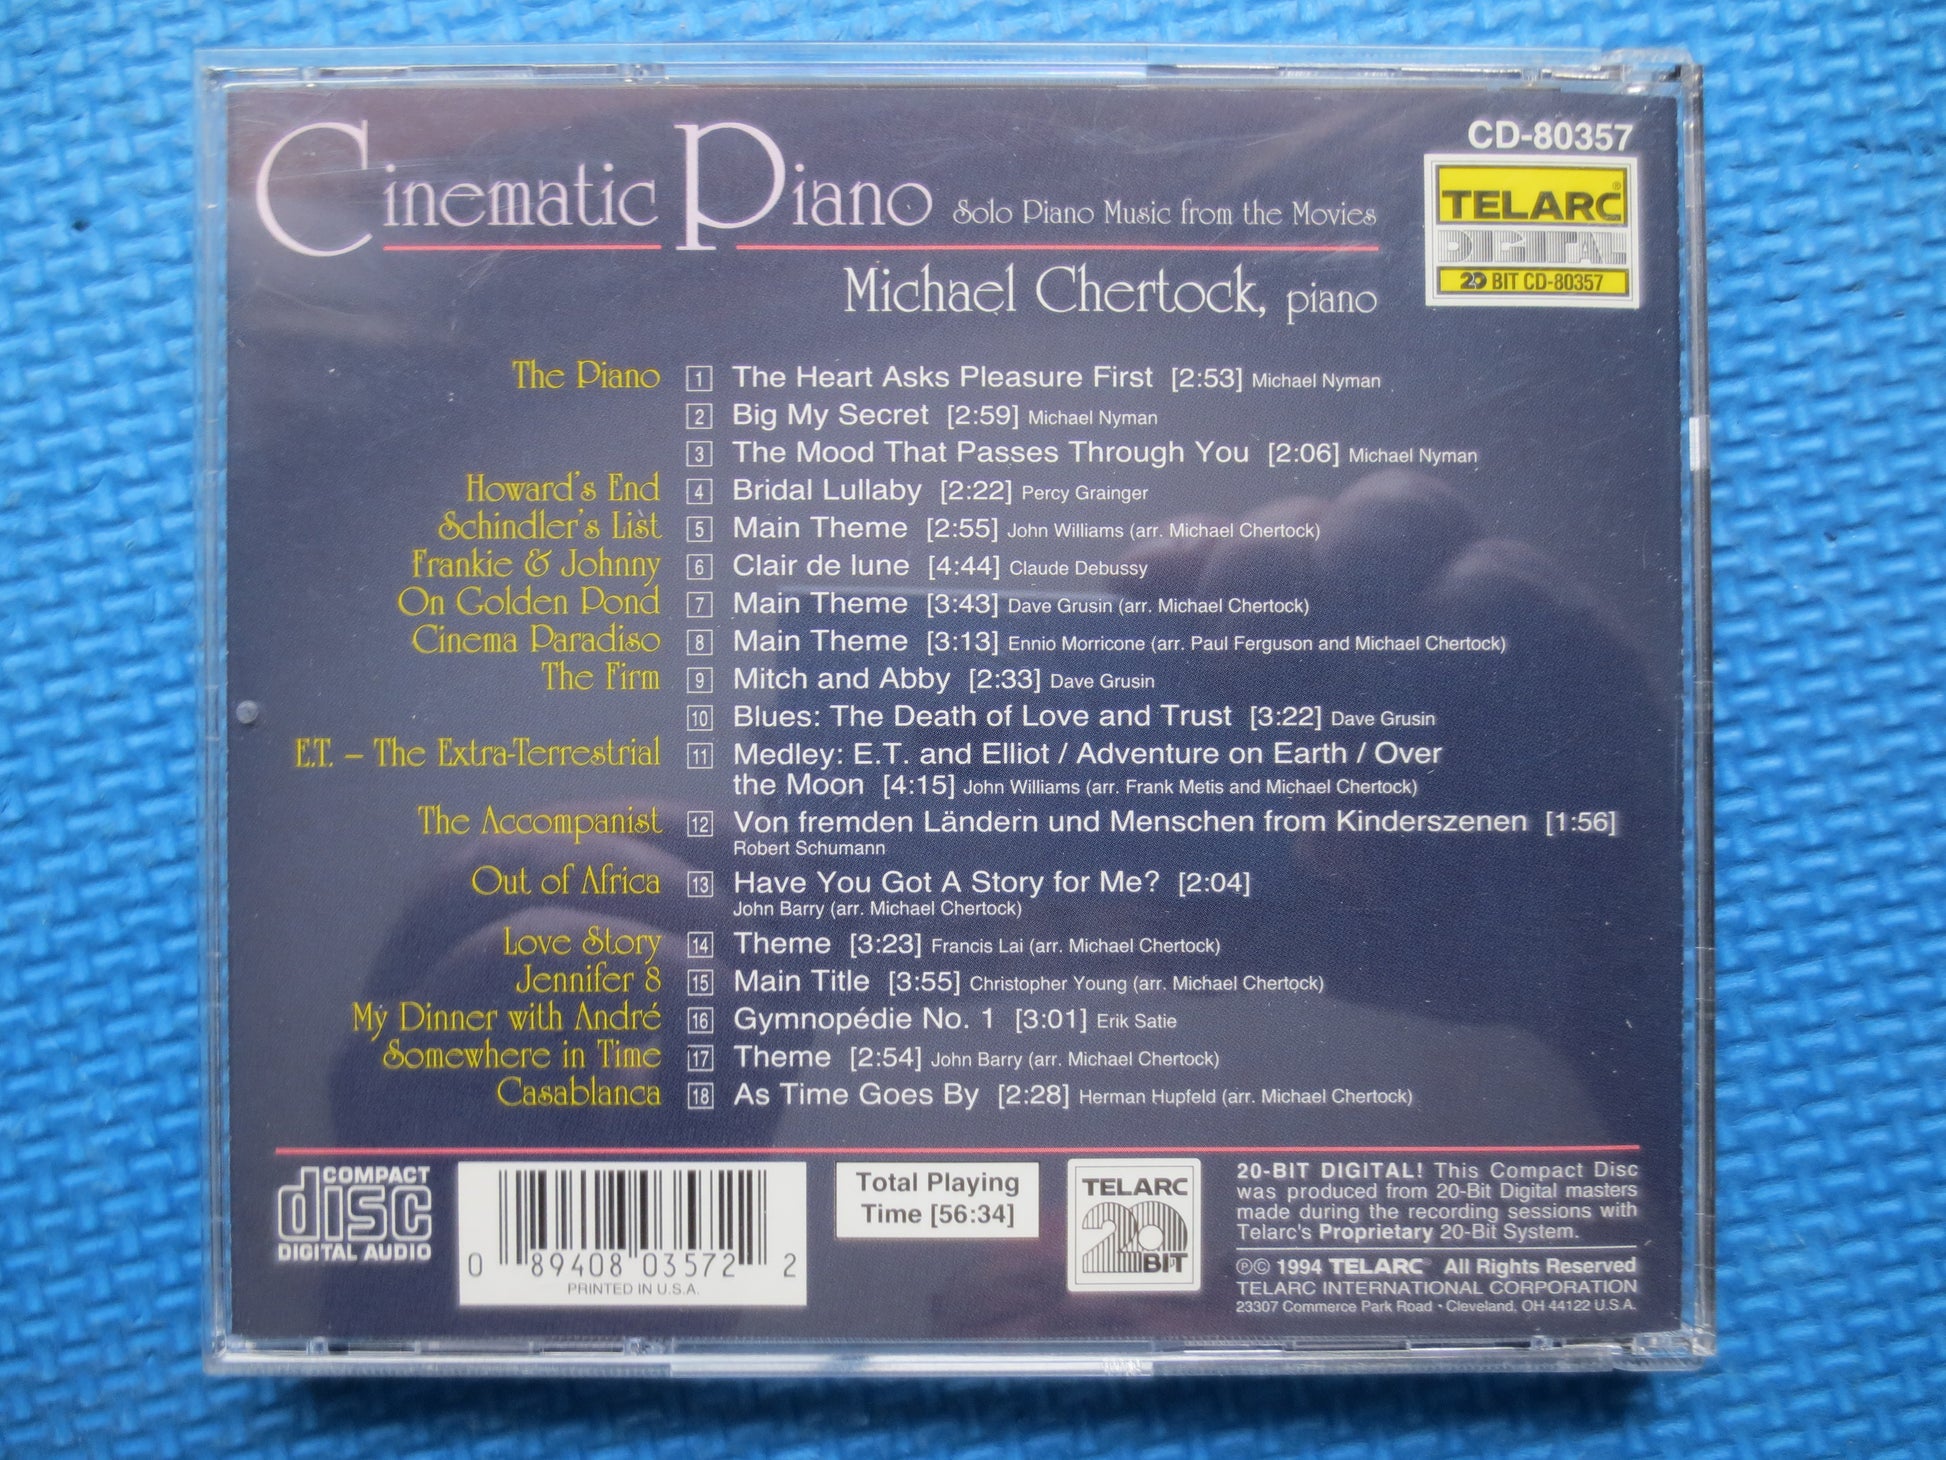 CD-80357
Cinematic Piano Solo Piano Music from the Movies
TELARC®
DIGITAL
20 BIT CD-80357
Michael Chertock, piano
The Piano 1 The Heart Asks Pleasure First [2:53] Michael Nyman
2 Big My Secret [2:59] Michael Nyman
3 The Mood That Passes Through You [2:06] Michael Nyman
Howard's End 4 Bridal Lullaby [2:22] Percy Grainger
Schindler's List 5 Main Theme [2:55] John Williams (arr. Michael Chertock)
Frankie & Johnny 6 Clair de lune [4:44] Claude Debussy
On Golden Pond 7 Main Theme [3:43] Dave Grusin (arr. Michael Chertock)
Cinema Paradiso 8 Main Theme [3:13] Ennio Morricone (arr. Paul Ferguson and Michael Chertock)
The Firm 9 Mitch and Abby [2:33] Dave Grusin
10 Blues: The Death of Love and Trust [3:22] Dave Grusin
E.T. – The Extra-Terrestrial 11 Medley: E.T. and Elliot / Adventure on Earth / Over
the Moon [4:15] John Williams (arr. Frank Metis and Michael Chertock)
The Accompanist 12 Von fremden Ländern und Menschen from Kinderszenen [1:56]
Robert Schumann
Out of Africa 13 Have You Got A Story for Me? [2:04]
John Barry (arr. Michael Chertock)
Love Story 14 Theme [3:23] Francis Lai (arr. Michael Chertock)
Jennifer 8 15 Main Title [3:55] Christopher Young (arr. Michael Chertock)
My Dinner with André 16 Gymnopédie No. 1 [3:01] Erik Satie
Somewhere in Time 17 Theme [2:54] John Barry (arr. Michael Chertock)
Casablanca 18 As Time Goes By [2:28] Herman Hupfeld (arr. Michael Chertock)
COMPACT
disc
DIGITAL AUDIO
0 89408 03572 2
PRINTED IN U.S.A.
Total Playing
Time [56:34]
TELARC
20
BIT
20-BIT DIGITAL! This Compact Disc
was produced from 20-Bit Digital masters
made during the recording sessions with
Telarc's Proprietary 20-Bit System.
℗© 1994 TELARC® All Rights Reserved
TELARC INTERNATIONAL CORPORATION
23307 Commerce Park Road • Cleveland, OH 44122 U.S.A.